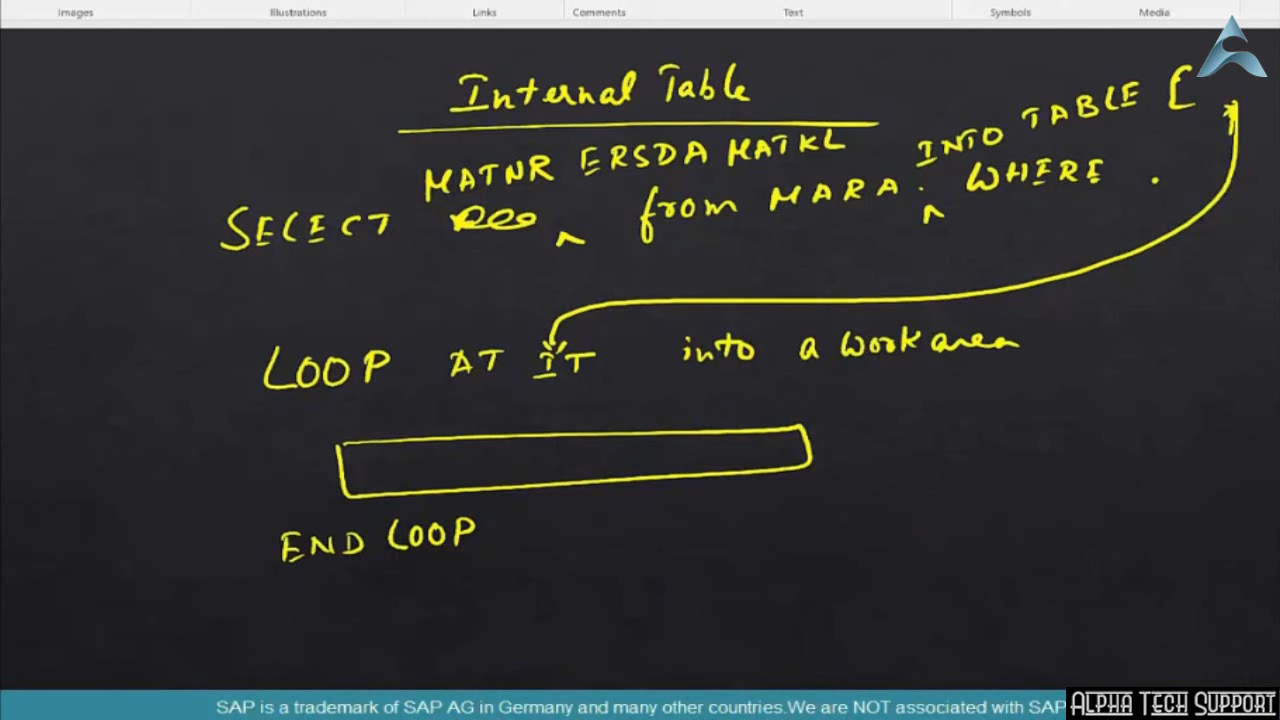 Images Illustrations Links Comments Text Symbols Media
Internal Table
MATNR ERSDA MATKL INTO TABLE [
SELECT from MARA. WHERE .
LOOP AT IT into a work area
END LOOP
SAP is a trademark of SAP AG in Germany and many other countries.We are NOT associated with SAP
ALPHA TECH SUPPORT